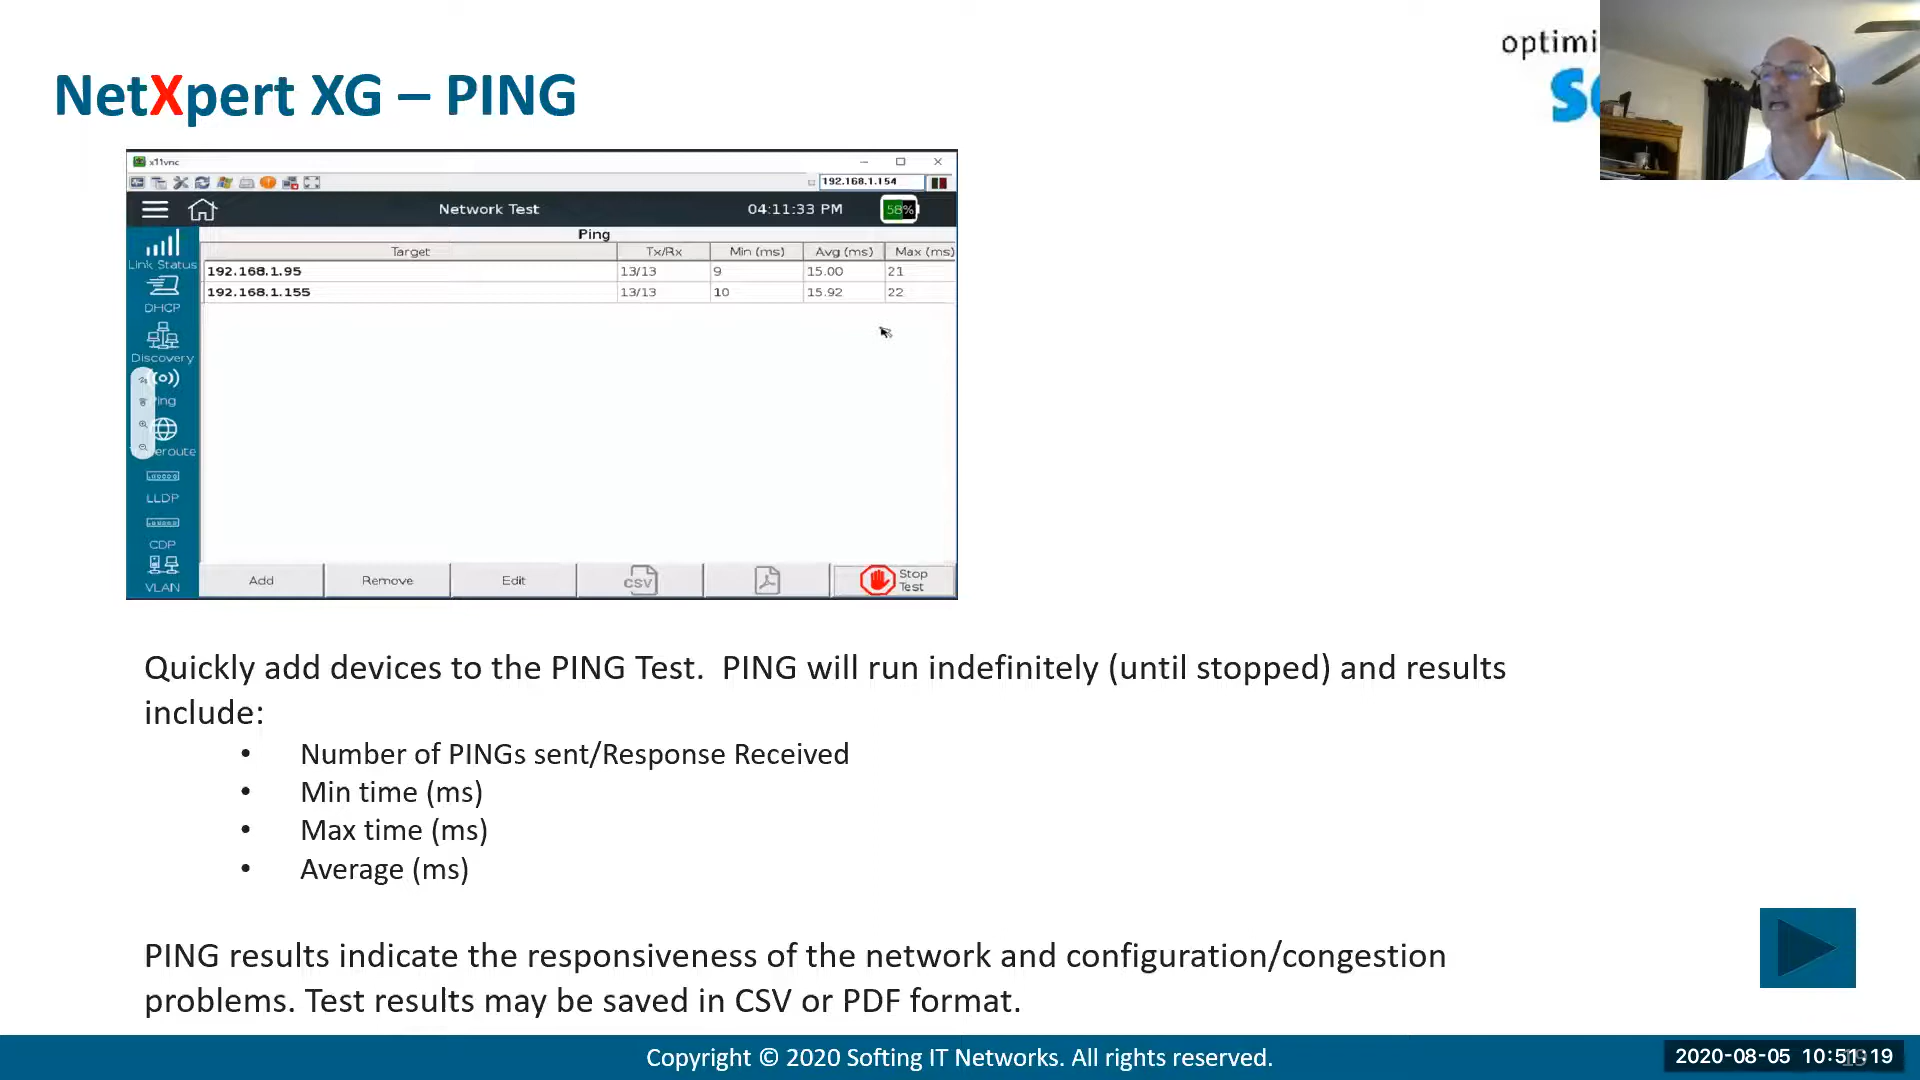 optimi
NetXpert XG – PING
x11vnc
192.168.1.154
Network Test
04:11:33 PM
58%
Ping
Target Tx/Rx Min (ms) Avg (ms) Max (ms)
192.168.1.95 13/13 9 15.00 21
192.168.1.155 13/13 10 15.92 22
Link Status
DHCP
Discovery
Ping
eroute
LLDP
CDP
VLAN
Add
Remove
Edit
CSV
Stop
Test
Quickly add devices to the PING Test. PING will run indefinitely (until stopped) and results
include:
• Number of PINGs sent/Response Received
• Min time (ms)
• Max time (ms)
• Average (ms)
PING results indicate the responsiveness of the network and configuration/congestion
problems. Test results may be saved in CSV or PDF format.
Copyright © 2020 Softing IT Networks. All rights reserved.
2020-08-05 10:51:19